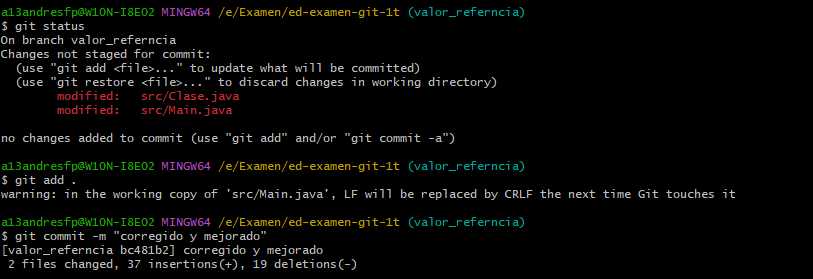 a13andresfp@W10N-I8E02 MINGW64 /e/Examen/ed-examen-git-1t (valor_referncia)
$ git status
On branch valor_referncia
Changes not staged for commit:
  (use "git add <file>..." to update what will be committed)
  (use "git restore <file>..." to discard changes in working directory)
        modified:   src/Clase.java
        modified:   src/Main.java

no changes added to commit (use "git add" and/or "git commit -a")

a13andresfp@W10N-I8E02 MINGW64 /e/Examen/ed-examen-git-1t (valor_referncia)
$ git add .
warning: in the working copy of 'src/Main.java', LF will be replaced by CRLF the next time Git touches it

a13andresfp@W10N-I8E02 MINGW64 /e/Examen/ed-examen-git-1t (valor_referncia)
$ git commit -m "corregido y mejorado"
[valor_referncia bc481b2] corregido y mejorado
 2 files changed, 37 insertions(+), 19 deletions(-)